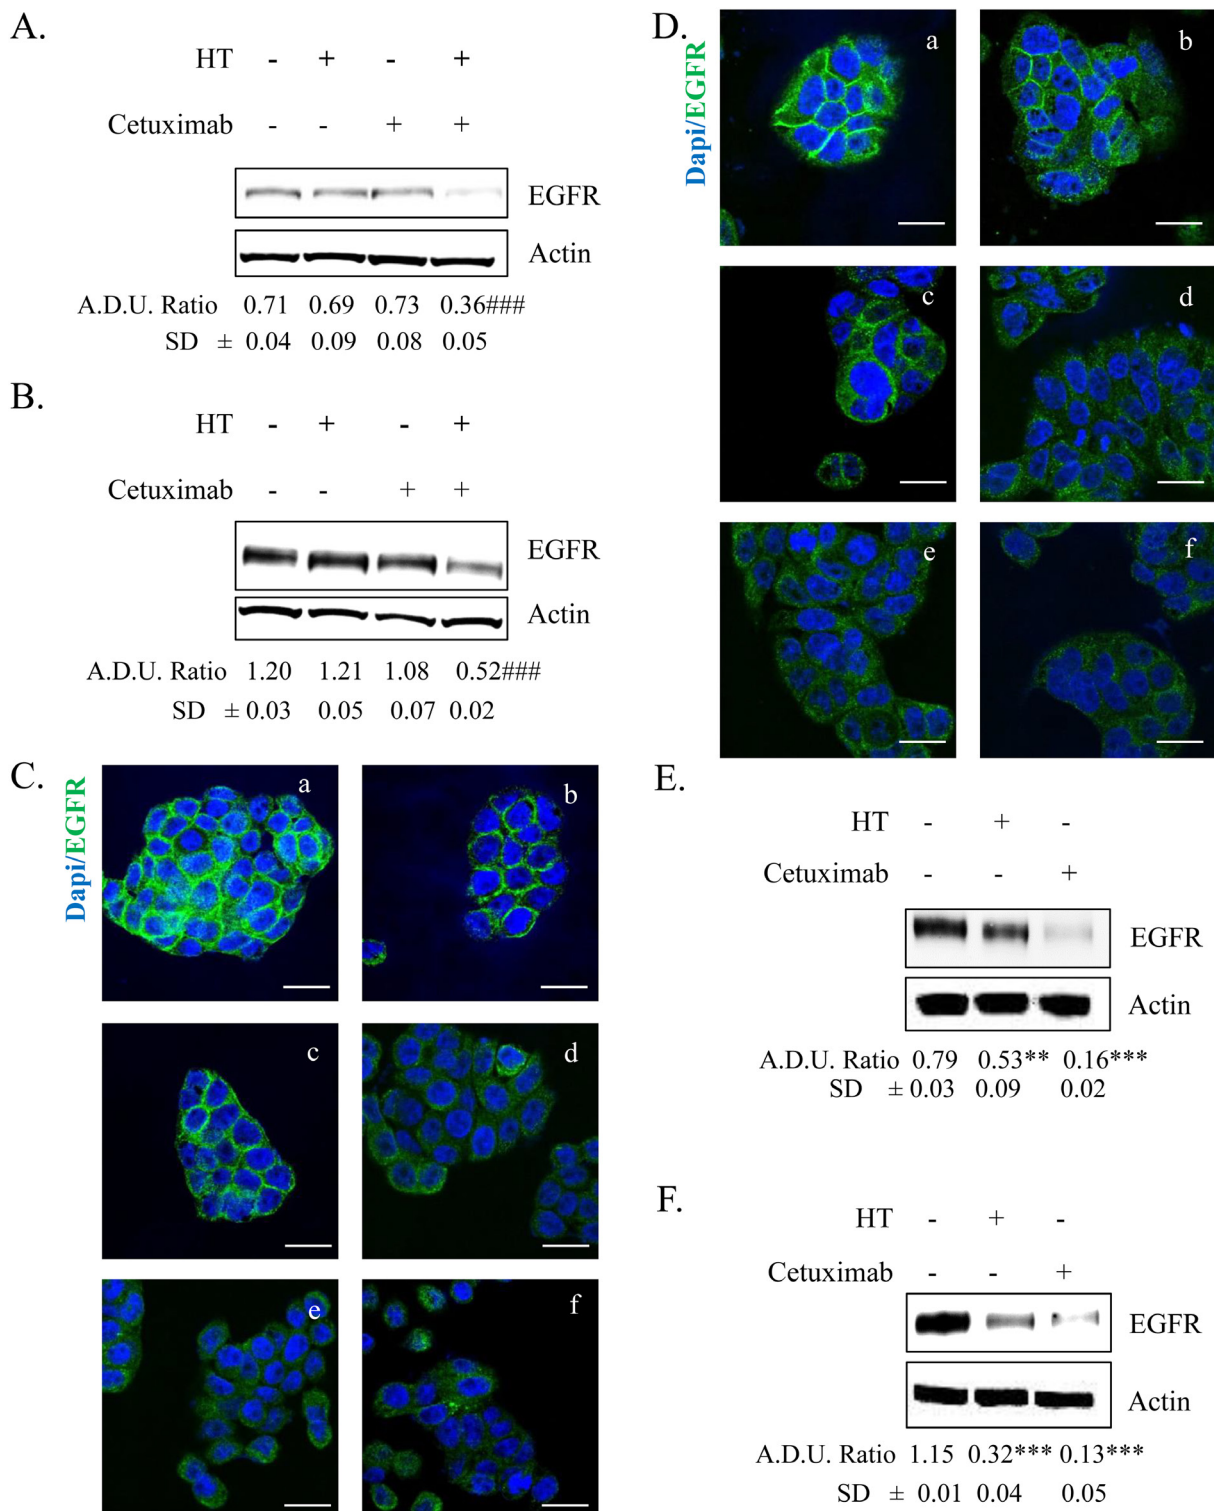 A.
HT - + - +
Cetuximab - - + +
EGFR
Actin
A.D.U. Ratio 0.71 0.69 0.73 0.36###
SD ± 0.04 0.09 0.08 0.05
B.
HT - + - +
Cetuximab - - + +
EGFR
Actin
A.D.U. Ratio 1.20 1.21 1.08 0.52###
SD ± 0.03 0.05 0.07 0.02
C.
Dapi/EGFR
a
b
c
d
e
f
D.
Dapi/EGFR
a
b
c
d
e
f
E.
HT - + -
Cetuximab - - +
EGFR
Actin
A.D.U. Ratio 0.79 0.53** 0.16***
SD ± 0.03 0.09 0.02
F.
HT - + -
Cetuximab - - +
EGFR
Actin
A.D.U. Ratio 1.15 0.32*** 0.13***
SD ± 0.01 0.04 0.05